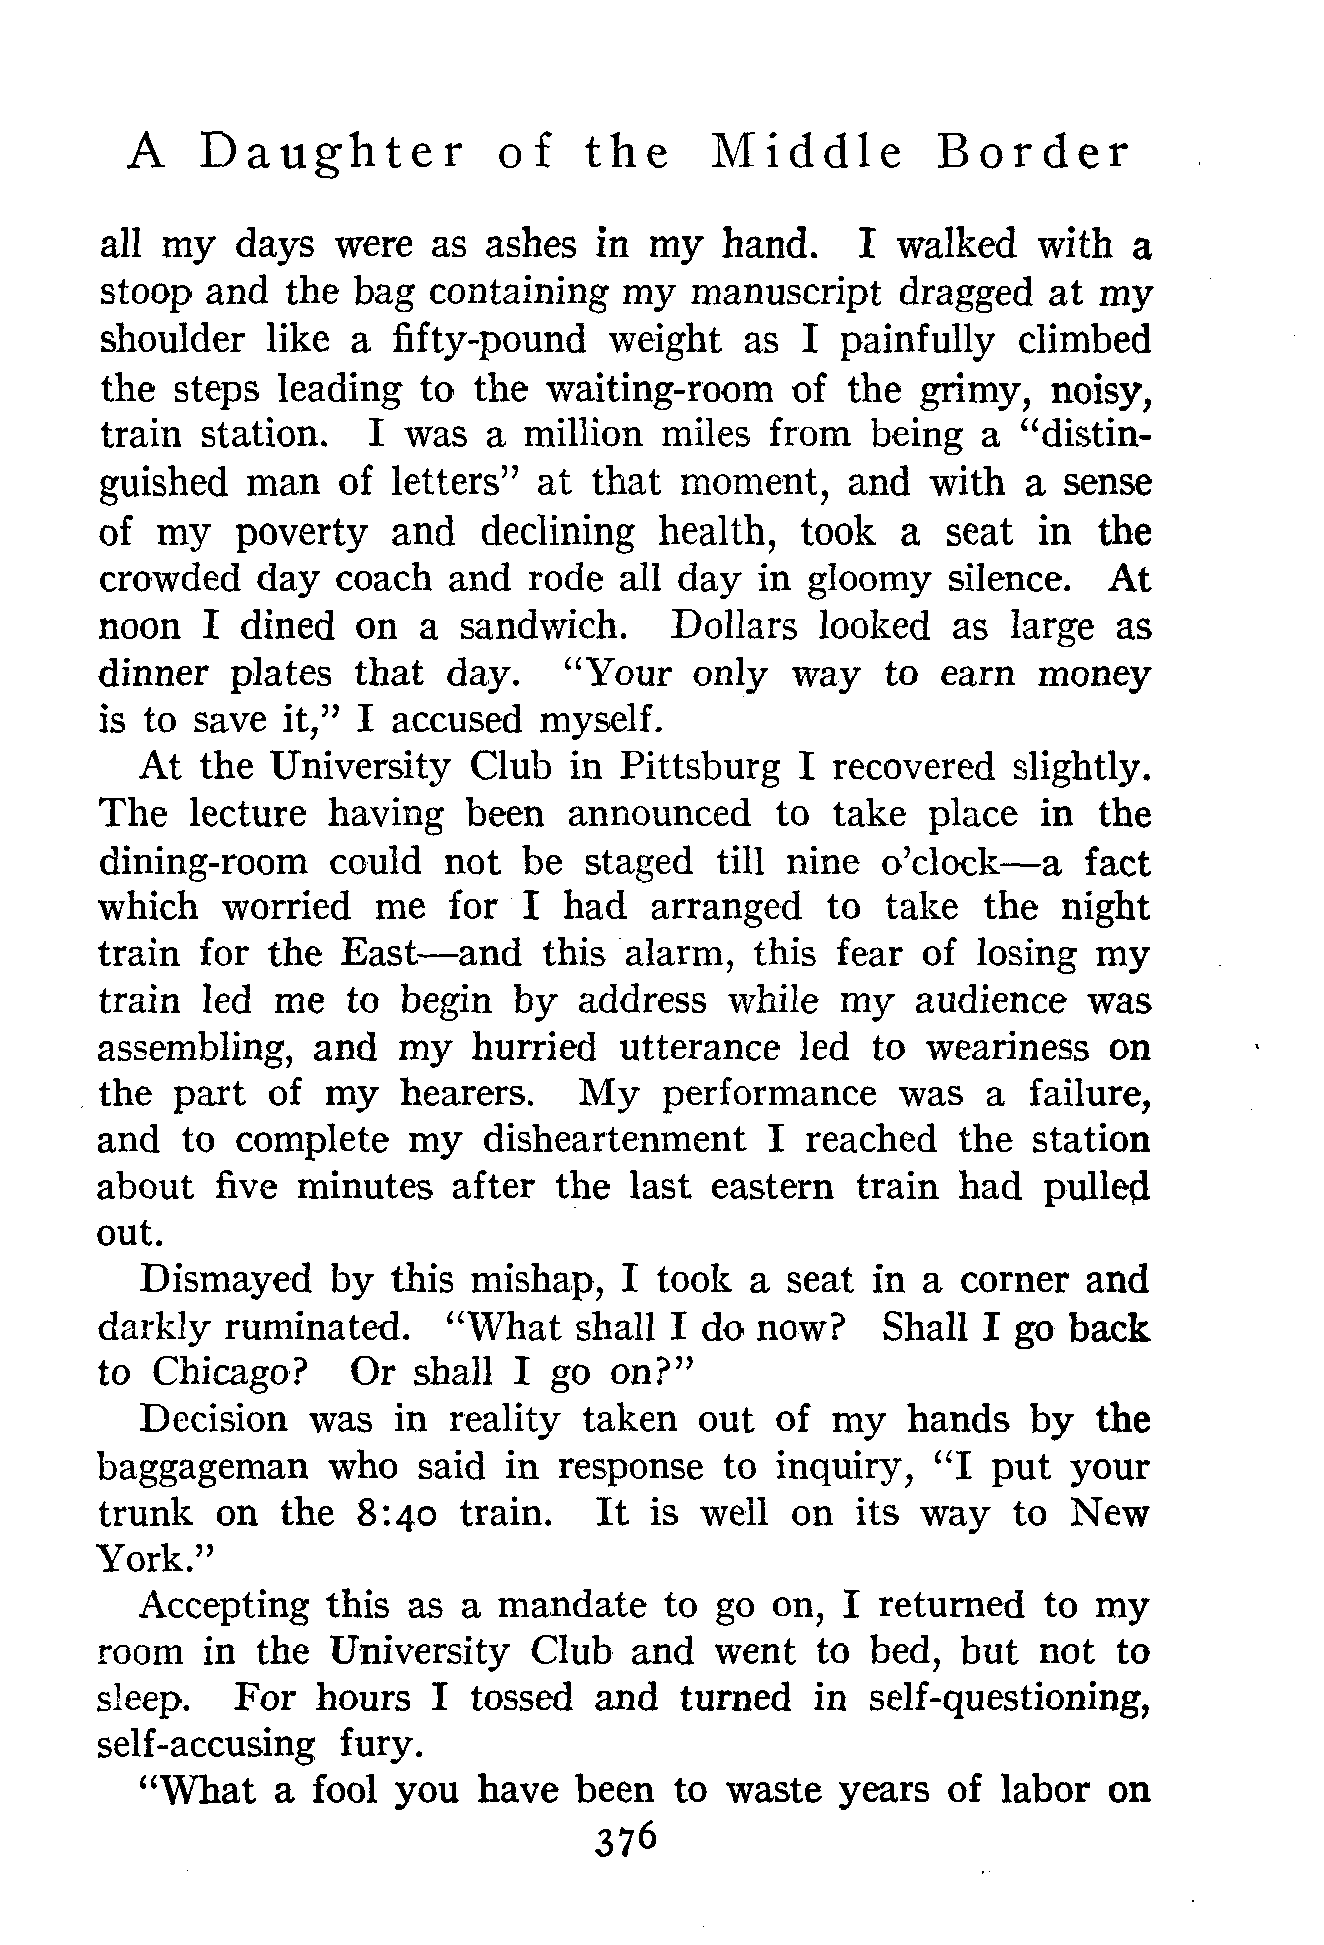 A Daughter of the Middle Border
all my days were as ashes in my hand. I walked with a
stoop and the bag containing my manuscript dragged at my
shoulder like a fifty-pound weight as I painfully climbed
the steps leading to the waiting-room of the grimy, noisy,
train station. I was a million miles from being a “distin-
guished man of letters” at that moment, and with a sense
of my poverty and declining health, took a seat in the
crowded day coach and rode all day in gloomy silence. At
noon I dined on a sandwich. Dollars looked as large as
dinner plates that day. “Your only way to earn money
is to save it,” I accused myself.
At the University Club in Pittsburg I recovered slightly.
The lecture having been announced to take place in the
dining-room could not be staged till nine o’clock—a fact
which worried me for I had arranged to take the night
train for the East—and this alarm, this fear of losing my
train led me to begin by address while my audience was
assembling, and my hurried utterance led to weariness on
the part of my hearers. My performance was a failure,
and to complete my disheartenment I reached the station
about five minutes after the last eastern train had pulled
out.
Dismayed by this mishap, I took a seat in a corner and
darkly ruminated. “What shall I do now? Shall I go back
to Chicago? Or shall I go on?”
Decision was in reality taken out of my hands by the
baggageman who said in response to inquiry, “I put your
trunk on the 8:40 train. It is well on its way to New
York.”
Accepting this as a mandate to go on, I returned to my
room in the University Club and went to bed, but not to
sleep. For hours I tossed and turned in self-questioning,
self-accusing fury.
“What a fool you have been to waste years of labor on
376